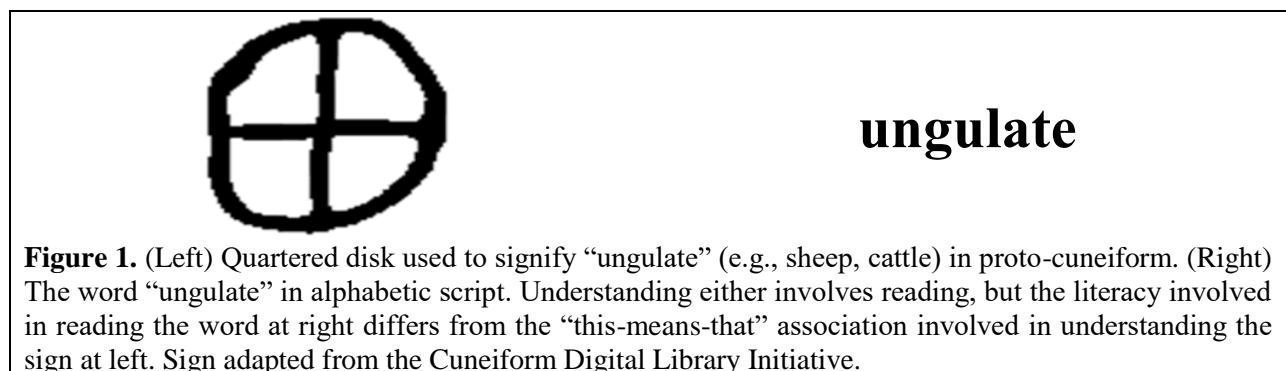 ungulate
Figure 1. (Left) Quartered disk used to signify “ungulate” (e.g., sheep, cattle) in proto-cuneiform. (Right)
The word “ungulate” in alphabetic script. Understanding either involves reading, but the literacy involved
in reading the word at right differs from the “this-means-that” association involved in understanding the
sign at left. Sign adapted from the Cuneiform Digital Library Initiative.